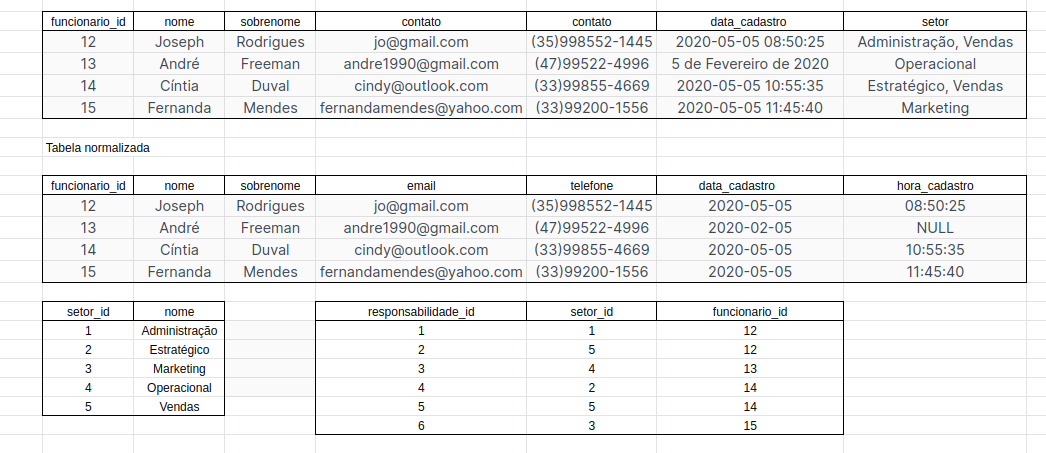 funcionario_id nome sobrenome contato contato data_cadastro setor
12 Joseph Rodrigues jo@gmail.com (35)998552-1445 2020-05-05 08:50:25 Administração, Vendas
13 André Freeman andre1990@gmail.com (47)99522-4996 5 de Fevereiro de 2020 Operacional
14 Cíntia Duval cindy@outlook.com (33)99855-4669 2020-05-05 10:55:35 Estratégico, Vendas
15 Fernanda Mendes fernandamendes@yahoo.com (33)99200-1556 2020-05-05 11:45:40 Marketing
Tabela normalizada
funcionario_id nome sobrenome email telefone data_cadastro hora_cadastro
12 Joseph Rodrigues jo@gmail.com (35)998552-1445 2020-05-05 08:50:25
13 André Freeman andre1990@gmail.com (47)99522-4996 2020-02-05 NULL
14 Cíntia Duval cindy@outlook.com (33)99855-4669 2020-05-05 10:55:35
15 Fernanda Mendes fernandamendes@yahoo.com (33)99200-1556 2020-05-05 11:45:40
setor_id nome
1 Administração
2 Estratégico
3 Marketing
4 Operacional
5 Vendas
responsabilidade_id setor_id funcionario_id
1 1 12
2 5 12
3 4 13
4 2 14
5 5 14
6 3 15